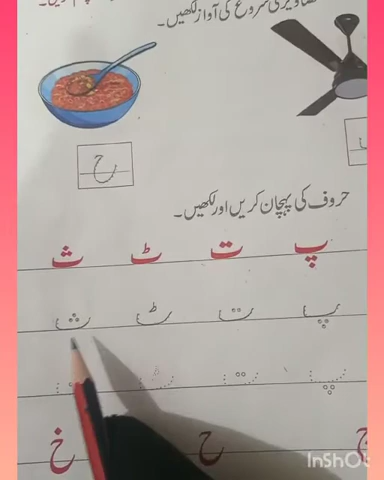 تصاویر کی شروع کی آواز لکھیں۔
ح
حروف کی پہچان کریں اور لکھیں۔
پ ت ٹ ث
پ ت ٹ ث
پ ت ٹ ث
ح خ
InShOt